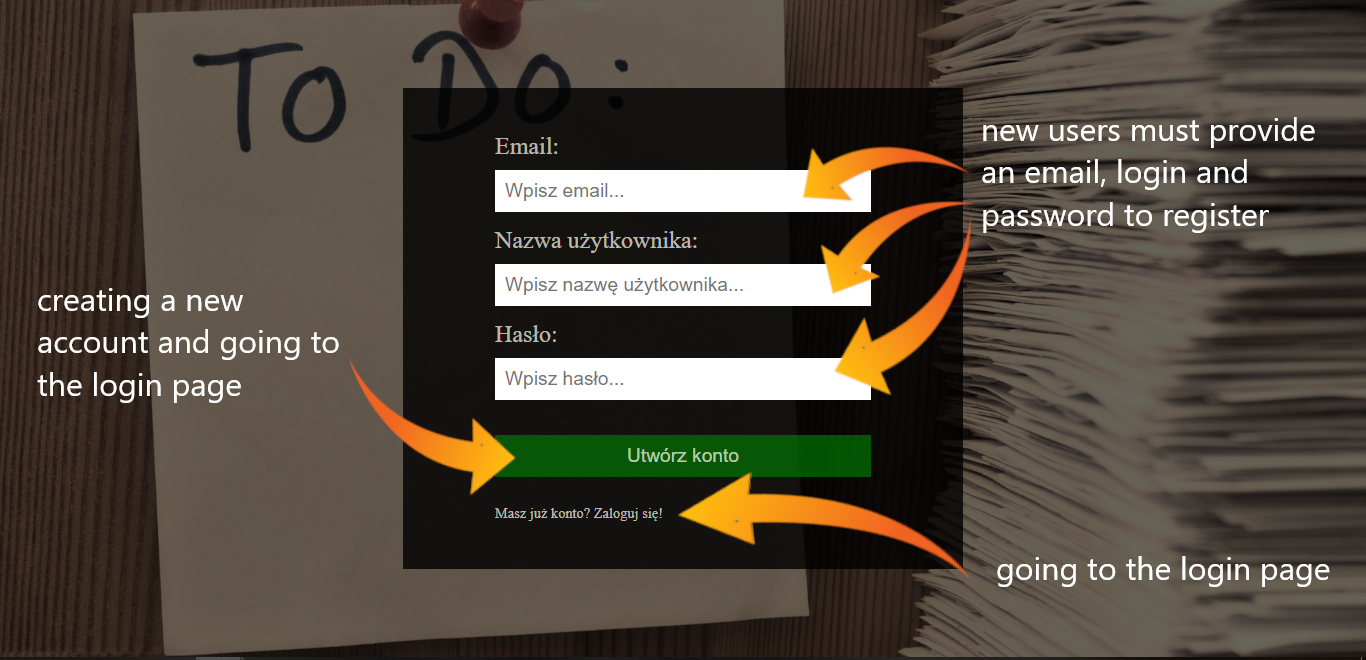 To Do:
Email:
Wpisz email...
Nazwa użytkownika:
Wpisz nazwę użytkownika...
Hasło:
Wpisz hasło...
Utwórz konto
Masz już konto? Zaloguj się!
new users must provide
an email, login and
password to register
creating a new
account and going to
the login page
going to the login page